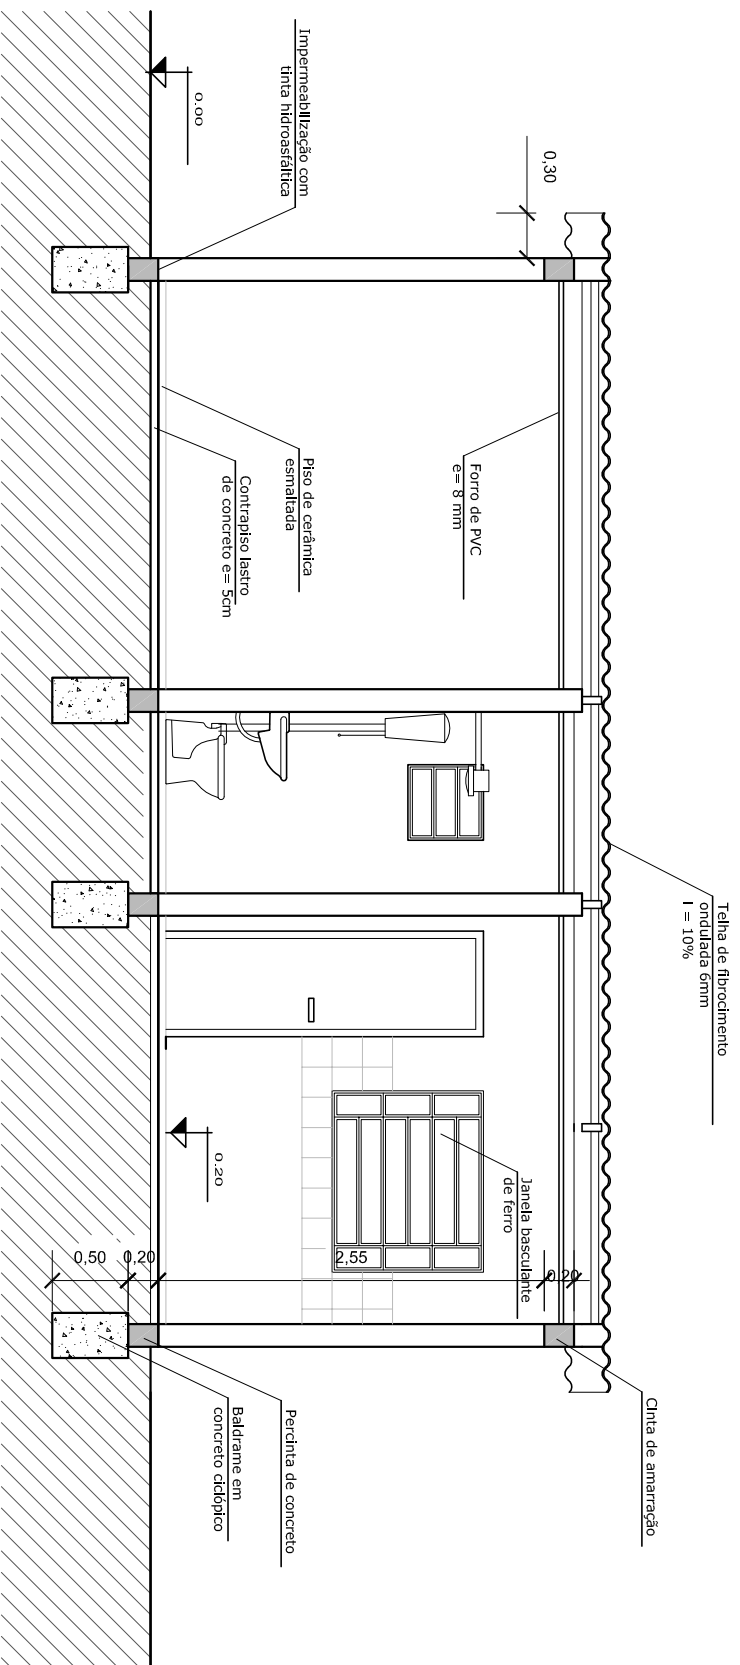 Impermeabilização com
tinta hidroasfáltica
0.00
0,30
Piso de cerâmica
esmaltada
Contrapiso lastro
de concreto e= 5cm
Forro de PVC
e= 8 mm
Telha de fibrocimento
ondulada 6mm
I = 10%
0.20
Janela basculante
de ferro
0,50
0,20
2,55
0,20
Cinta de amarração
Percinta de concreto
Baldrame em
concreto ciclópico